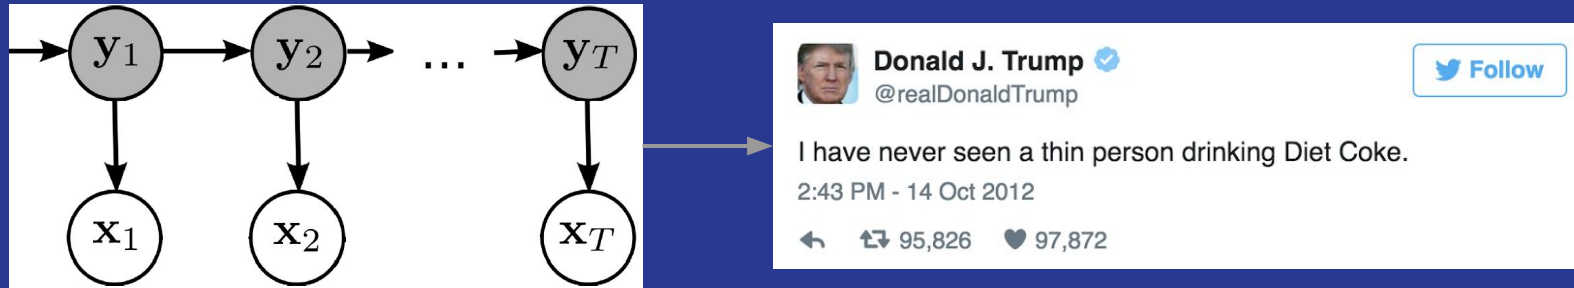 y1 y2 ... yT
x1 x2 xT
Donald J. Trump
@realDonaldTrump
Follow
I have never seen a thin person drinking Diet Coke.
2:43 PM - 14 Oct 2012
95,826 97,872